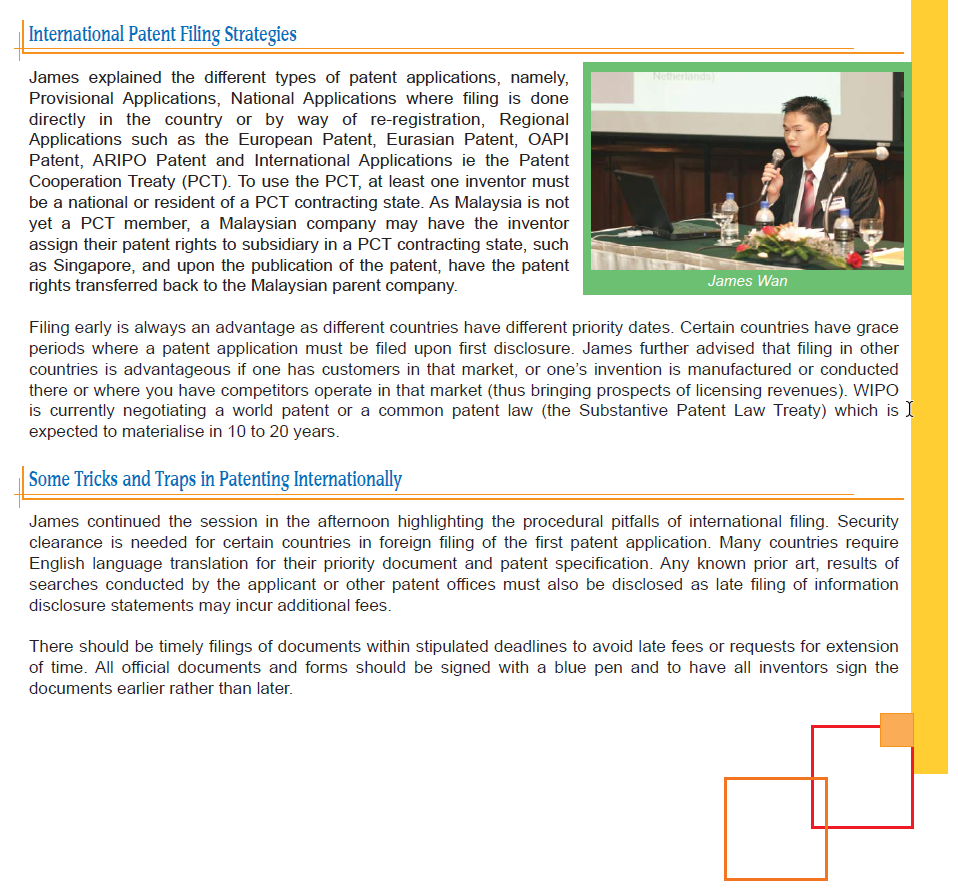 International Patent Filing Strategies
James explained the different types of patent applications, namely,
Provisional Applications, National Applications where filing is done
directly in the country or by way of re-registration, Regional
Applications such as the European Patent, Eurasian Patent, OAPI
Patent, ARIPO Patent and International Applications ie the Patent
Cooperation Treaty (PCT). To use the PCT, at least one inventor must
be a national or resident of a PCT contracting state. As Malaysia is not
yet a PCT member, a Malaysian company may have the inventor
assign their patent rights to subsidiary in a PCT contracting state, such
as Singapore, and upon the publication of the patent, have the patent
rights transferred back to the Malaysian parent company.
Netherlands)
James Wan
Filing early is always an advantage as different countries have different priority dates. Certain countries have grace
periods where a patent application must be filed upon first disclosure. James further advised that filing in other
countries is advantageous if one has customers in that market, or one's invention is manufactured or conducted
there or where you have competitors operate in that market (thus bringing prospects of licensing revenues). WIPO
is currently negotiating a world patent or a common patent law (the Substantive Patent Law Treaty) which is
expected to materialise in 10 to 20 years.
Some Tricks and Traps in Patenting Internationally
James continued the session in the afternoon highlighting the procedural pitfalls of international filing. Security
clearance is needed for certain countries in foreign filing of the first patent application. Many countries require
English language translation for their priority document and patent specification. Any known prior art, results of
searches conducted by the applicant or other patent offices must also be disclosed as late filing of information
disclosure statements may incur additional fees.
There should be timely filings of documents within stipulated deadlines to avoid late fees or requests for extension
of time. All official documents and forms should be signed with a blue pen and to have all inventors sign the
documents earlier rather than later.